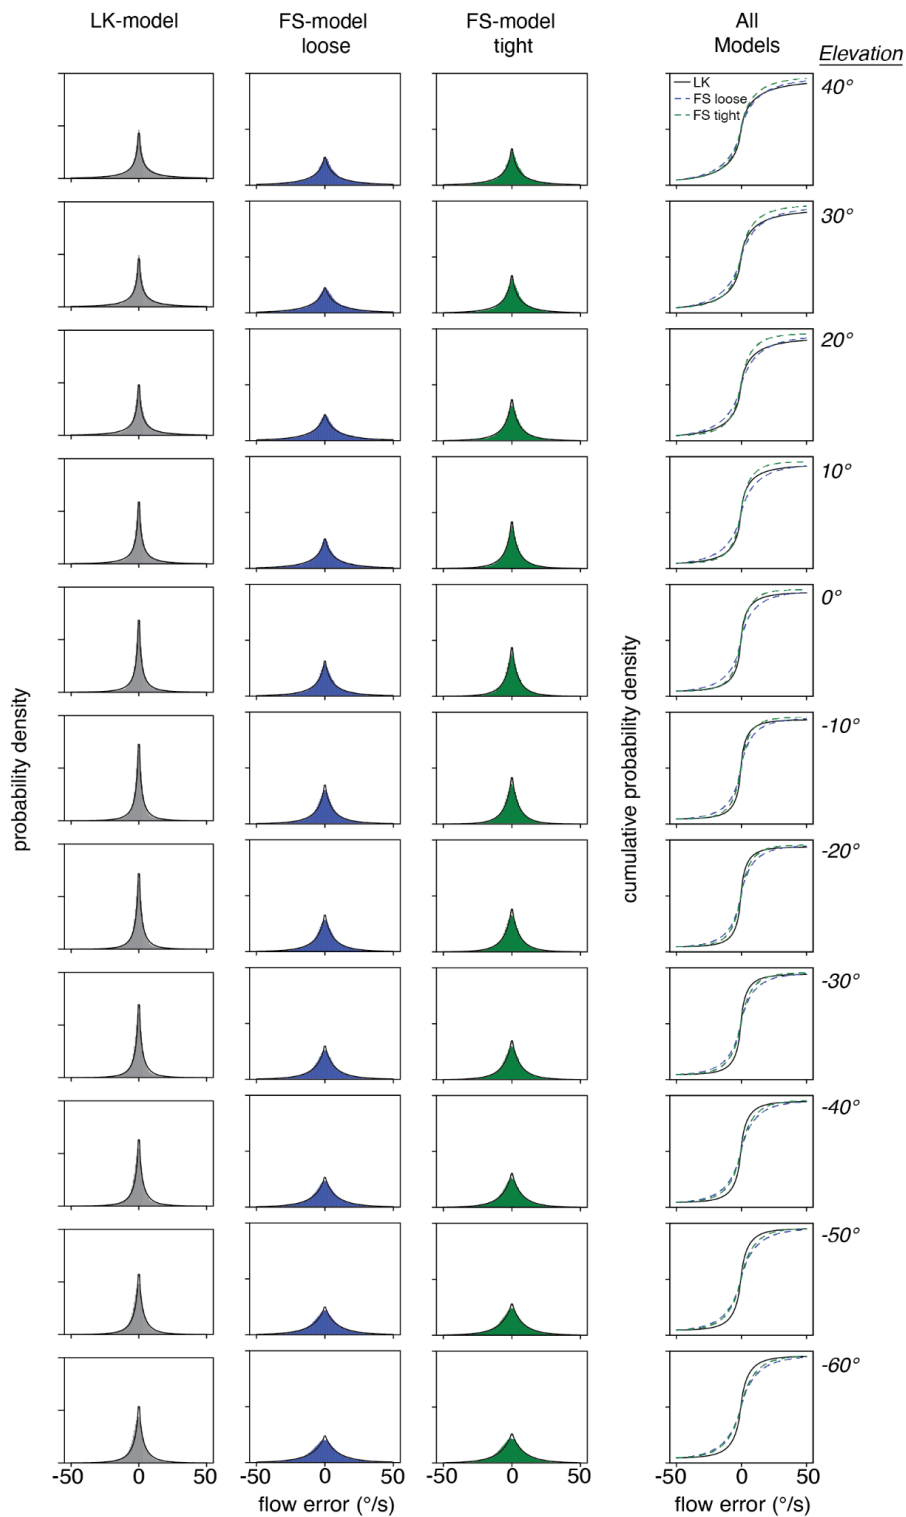 LK-model
FS-model
loose
FS-model
tight
All
Models
Elevation
LK
FS loose
FS tight
40°
30°
20°
10°
0°
-10°
-20°
-30°
-40°
-50°
-60°
probability density
cumulative probability density
-50 0 50
-50 0 50
-50 0 50
-50 0 50
flow error (°/s)
flow error (°/s)